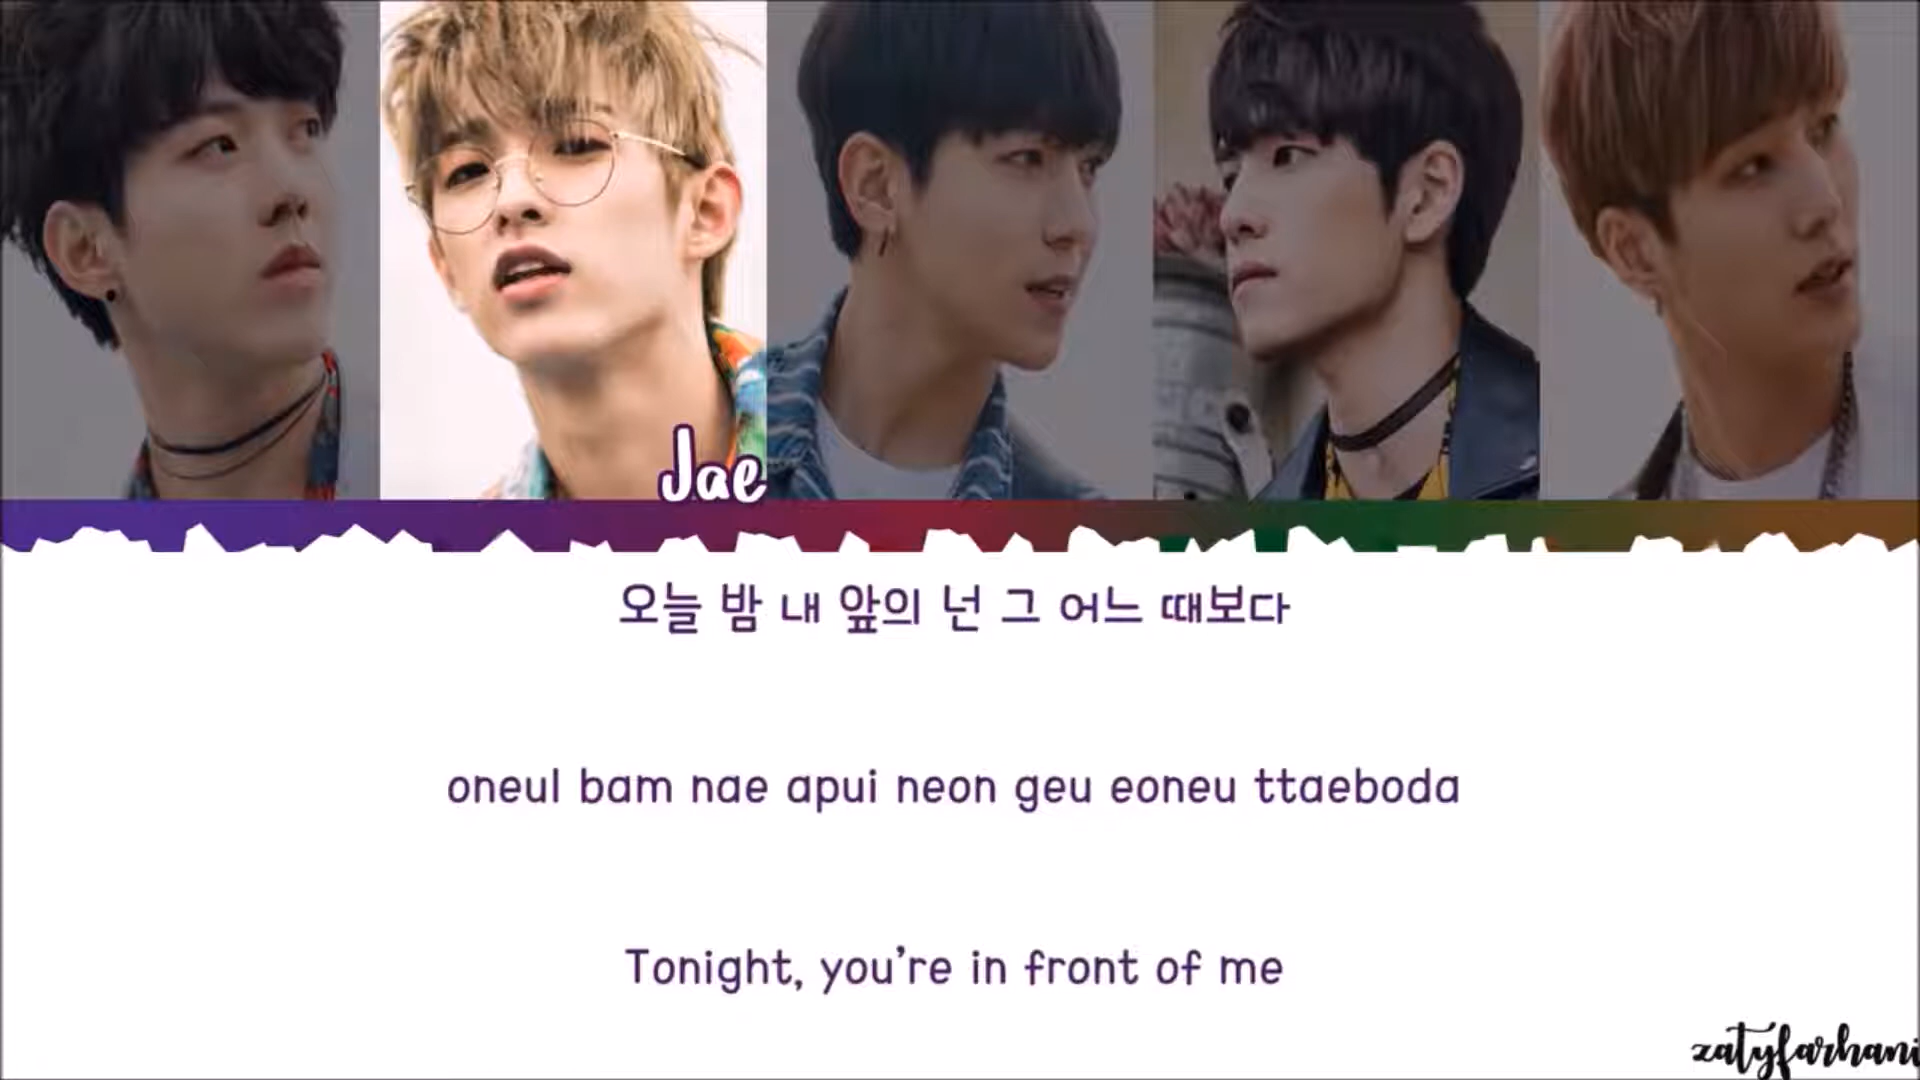 Jae
오늘 밤 내 앞의 넌 그 어느 때보다
oneul bam nae apui neon geu eoneu ttaeboda
Tonight, you're in front of me
zatyfarhani